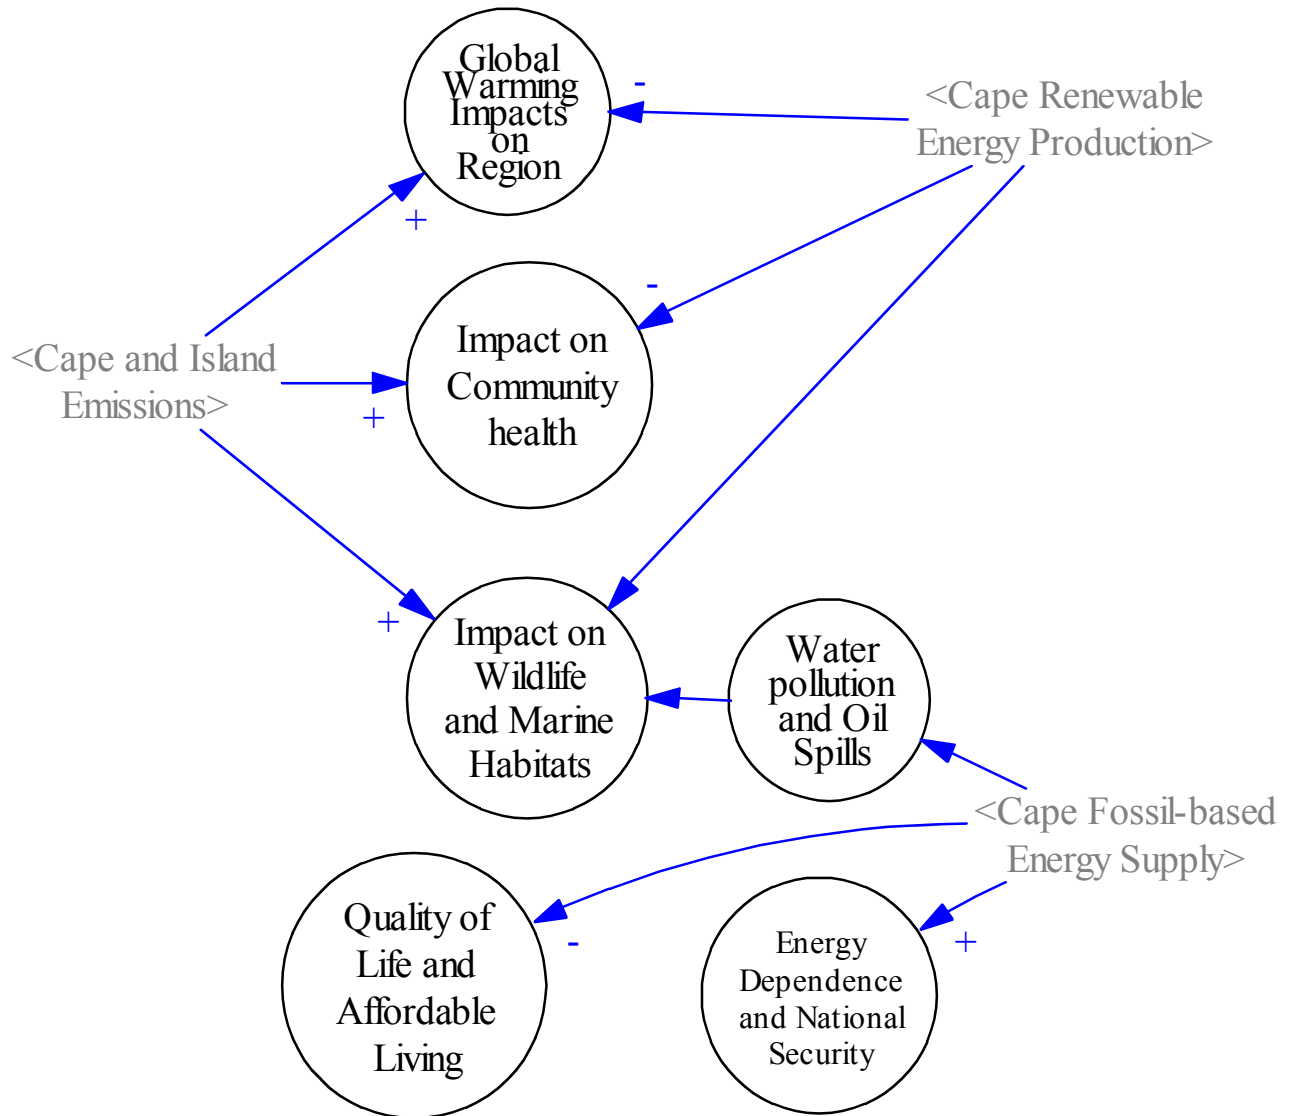 Global
Warming
Impacts
on
Region
-
<Cape Renewable
Energy Production>
+
-
<Cape and Island
Emissions>
+
Impact on
Community
health
+
Impact on
Wildlife
and Marine
Habitats
Water
pollution
and Oil
Spills
<Cape Fossil-based
Energy Supply>
Quality of
Life and
Affordable
Living
-
+
Energy
Dependence
and National
Security